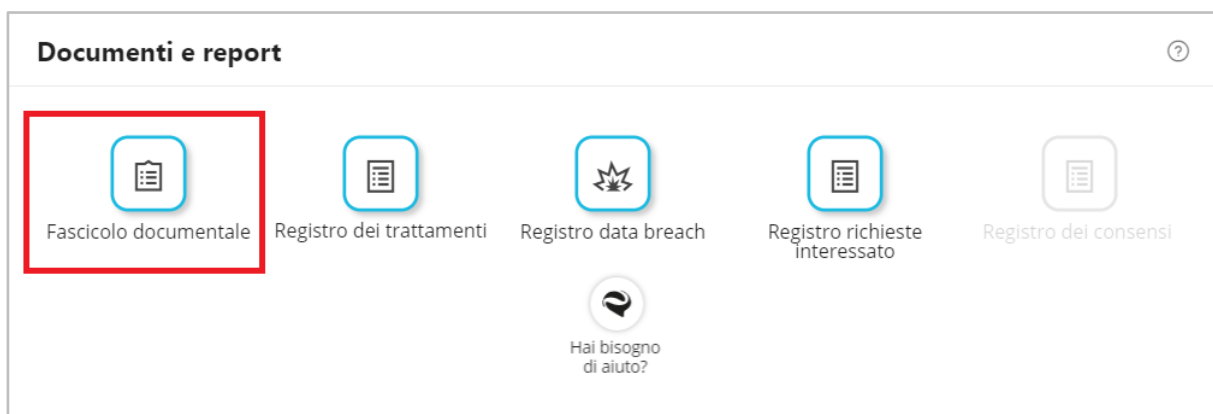 Documenti e report
?
Fascicolo documentale
Registro dei trattamenti
Registro data breach
Registro richieste
interessato
Registro dei consensi
Hai bisogno
di aiuto?